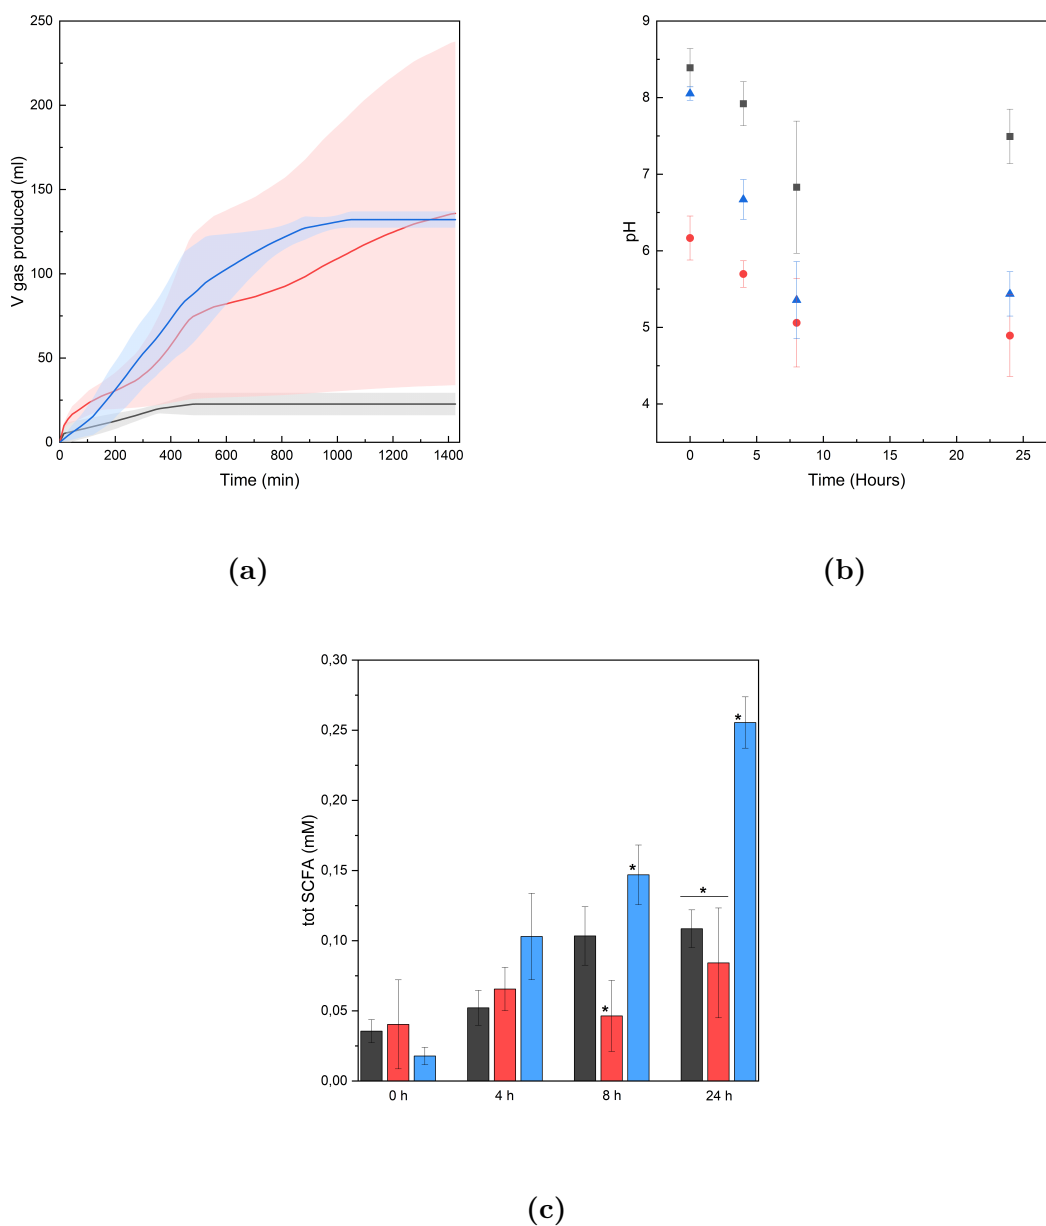 250
200
150
100
50
0
V gas produced (ml)
0 200 400 600 800 1000 1200 1400
Time (min)
(a)
9
8
7
6
5
4
pH
0 5 10 15 20 25
Time (Hours)
(b)
0,30
0,25
0,20
0,15
0,10
0,05
0,00
tot SCFA (mM)
* * * *
0 h 4 h 8 h 24 h
(c)